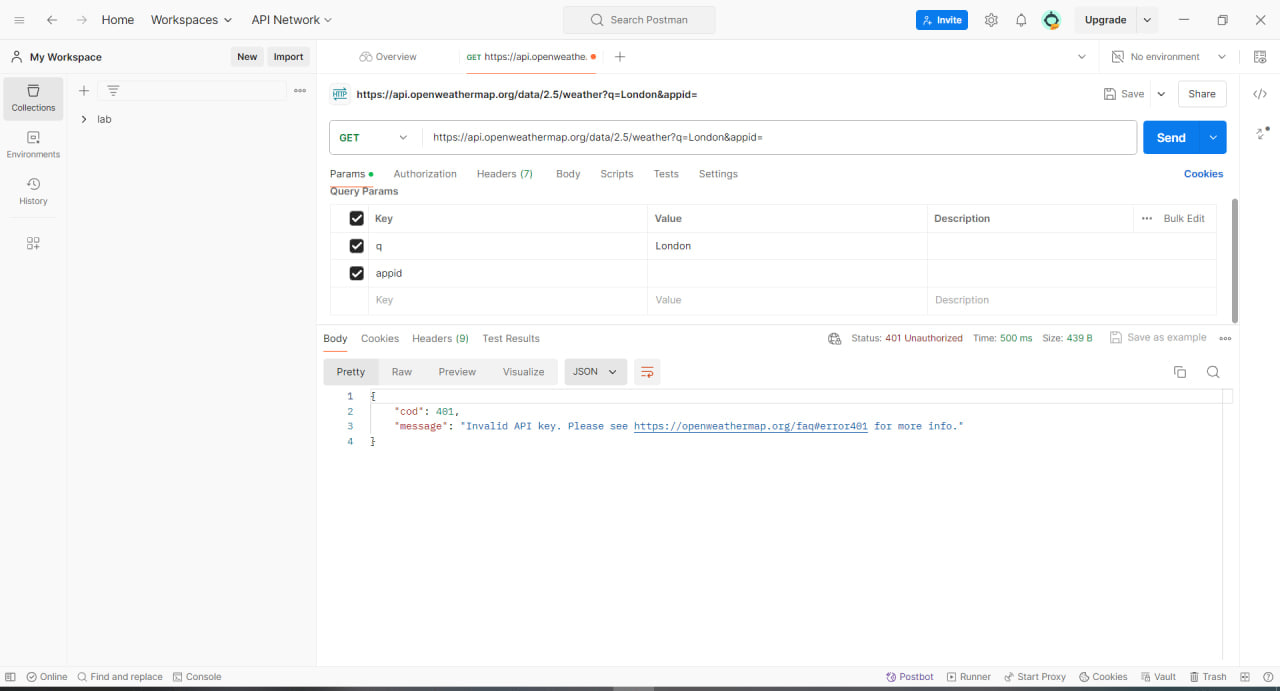 Home Workspaces API Network Search Postman Invite Upgrade
My Workspace New Import Overview GET https://api.openweathe. No environment
Collections
lab
Environments
History
HTTP https://api.openweathermap.org/data/2.5/weather?q=London&appid= Save Share
GET https://api.openweathermap.org/data/2.5/weather?q=London&appid= Send
Params Authorization Headers (7) Body Scripts Tests Settings Cookies
Query Params
Key Value Description Bulk Edit
q London
appid
Key Value Description
Body Cookies Headers (9) Test Results Status: 401 Unauthorized Time: 500 ms Size: 439 B Save as example
Pretty Raw Preview Visualize JSON
1 {
2 "cod": 401,
3 "message": "Invalid API key. Please see https://openweathermap.org/faq#error401 for more info."
4 }
Online Find and replace Console Postbot Runner Start Proxy Cookies Vault Trash